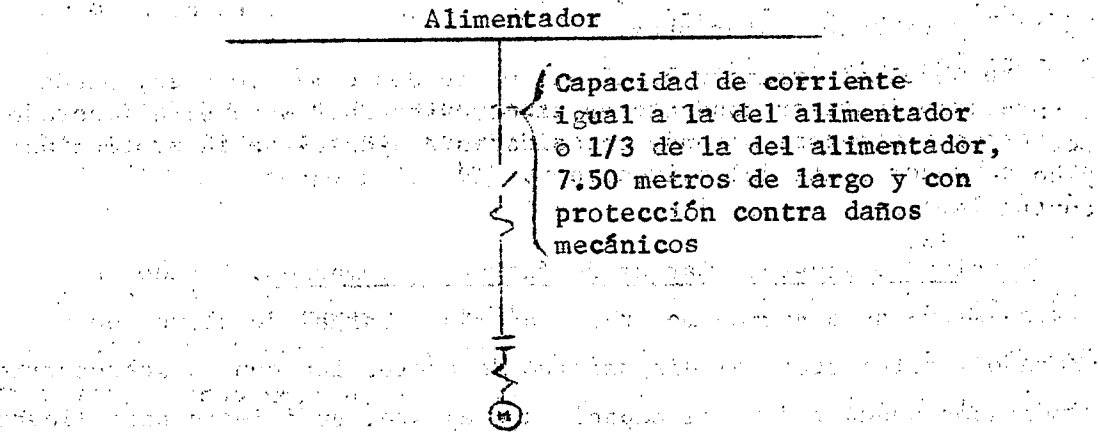 Alimentador
Capacidad de corriente
igual a la del alimentador
o 1/3 de la del alimentador,
7.50 metros de largo y con
protección contra daños
mecánicos
M